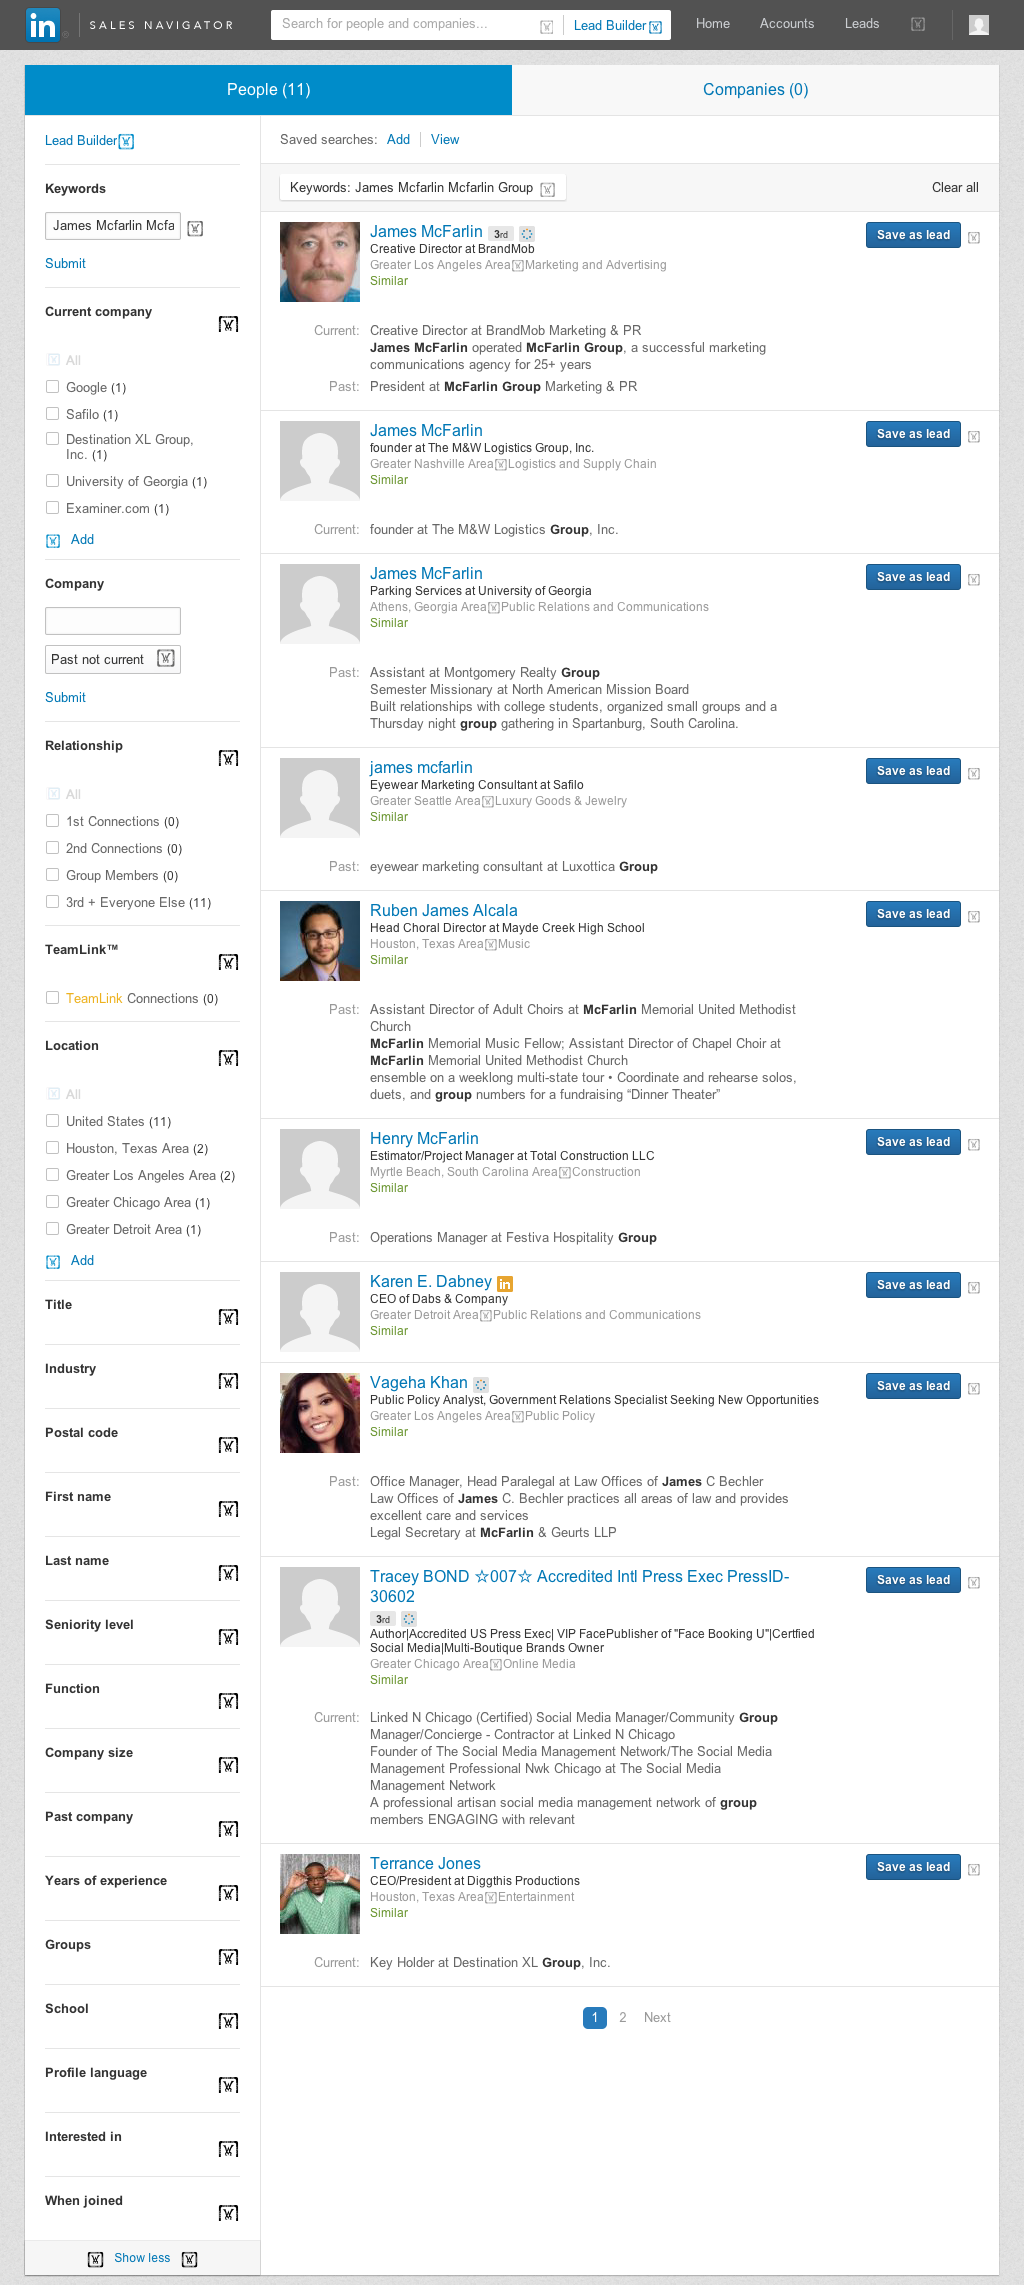 in SALES NAVIGATOR
Search for people and companies...
Lead Builder
Home
Accounts
Leads
People (11)
Companies (0)
Lead Builder
Keywords
James Mcfarlin Mcfa
Submit
Current company
All
Google (1)
Safilo (1)
Destination XL Group,
Inc. (1)
University of Georgia (1)
Examiner.com (1)
Add
Company
Past not current
Submit
Relationship
All
1st Connections (0)
2nd Connections (0)
Group Members (0)
3rd + Everyone Else (11)
TeamLink™
TeamLink Connections (0)
Location
All
United States (11)
Houston, Texas Area (2)
Greater Los Angeles Area (2)
Greater Chicago Area (1)
Greater Detroit Area (1)
Add
Title
Industry
Postal code
First name
Last name
Seniority level
Function
Company size
Past company
Years of experience
Groups
School
Profile language
Interested in
When joined
Show less
Saved searches: Add View
Keywords: James Mcfarlin Mcfarlin Group
Clear all
James McFarlin 3rd
Save as lead
Creative Director at BrandMob
Greater Los Angeles Area Marketing and Advertising
Similar
Current: Creative Director at BrandMob Marketing & PR
James McFarlin operated McFarlin Group, a successful marketing
communications agency for 25+ years
Past: President at McFarlin Group Marketing & PR
James McFarlin
Save as lead
founder at The M&W Logistics Group, Inc.
Greater Nashville Area Logistics and Supply Chain
Similar
Current: founder at The M&W Logistics Group, Inc.
James McFarlin
Save as lead
Parking Services at University of Georgia
Athens, Georgia Area Public Relations and Communications
Similar
Past: Assistant at Montgomery Realty Group
Semester Missionary at North American Mission Board
Built relationships with college students, organized small groups and a
Thursday night group gathering in Spartanburg, South Carolina.
james mcfarlin
Save as lead
Eyewear Marketing Consultant at Safilo
Greater Seattle Area Luxury Goods & Jewelry
Similar
Past: eyewear marketing consultant at Luxottica Group
Ruben James Alcala
Save as lead
Head Choral Director at Mayde Creek High School
Houston, Texas Area Music
Similar
Past: Assistant Director of Adult Choirs at McFarlin Memorial United Methodist
Church
McFarlin Memorial Music Fellow; Assistant Director of Chapel Choir at
McFarlin Memorial United Methodist Church
ensemble on a weeklong multi-state tour • Coordinate and rehearse solos,
duets, and group numbers for a fundraising “Dinner Theater”
Henry McFarlin
Save as lead
Estimator/Project Manager at Total Construction LLC
Myrtle Beach, South Carolina Area Construction
Similar
Past: Operations Manager at Festiva Hospitality Group
Karen E. Dabney in
Save as lead
CEO of Dabs & Company
Greater Detroit Area Public Relations and Communications
Similar
Vageha Khan
Save as lead
Public Policy Analyst, Government Relations Specialist Seeking New Opportunities
Greater Los Angeles Area Public Policy
Similar
Past: Office Manager, Head Paralegal at Law Offices of James C Bechler
Law Offices of James C. Bechler practices all areas of law and provides
excellent care and services
Legal Secretary at McFarlin & Geurts LLP
Tracey BOND ☆007☆ Accredited Intl Press Exec PressID-
30602
Save as lead
3rd
Author|Accredited US Press Exec| VIP FacePublisher of "Face Booking U"|Certfied
Social Media|Multi-Boutique Brands Owner
Greater Chicago Area Online Media
Similar
Current: Linked N Chicago (Certified) Social Media Manager/Community Group
Manager/Concierge - Contractor at Linked N Chicago
Founder of The Social Media Management Network/The Social Media
Management Professional Nwk Chicago at The Social Media
Management Network
A professional artisan social media management network of group
members ENGAGING with relevant
Terrance Jones
Save as lead
CEO/President at Diggthis Productions
Houston, Texas Area Entertainment
Similar
Current: Key Holder at Destination XL Group, Inc.
1 2 Next